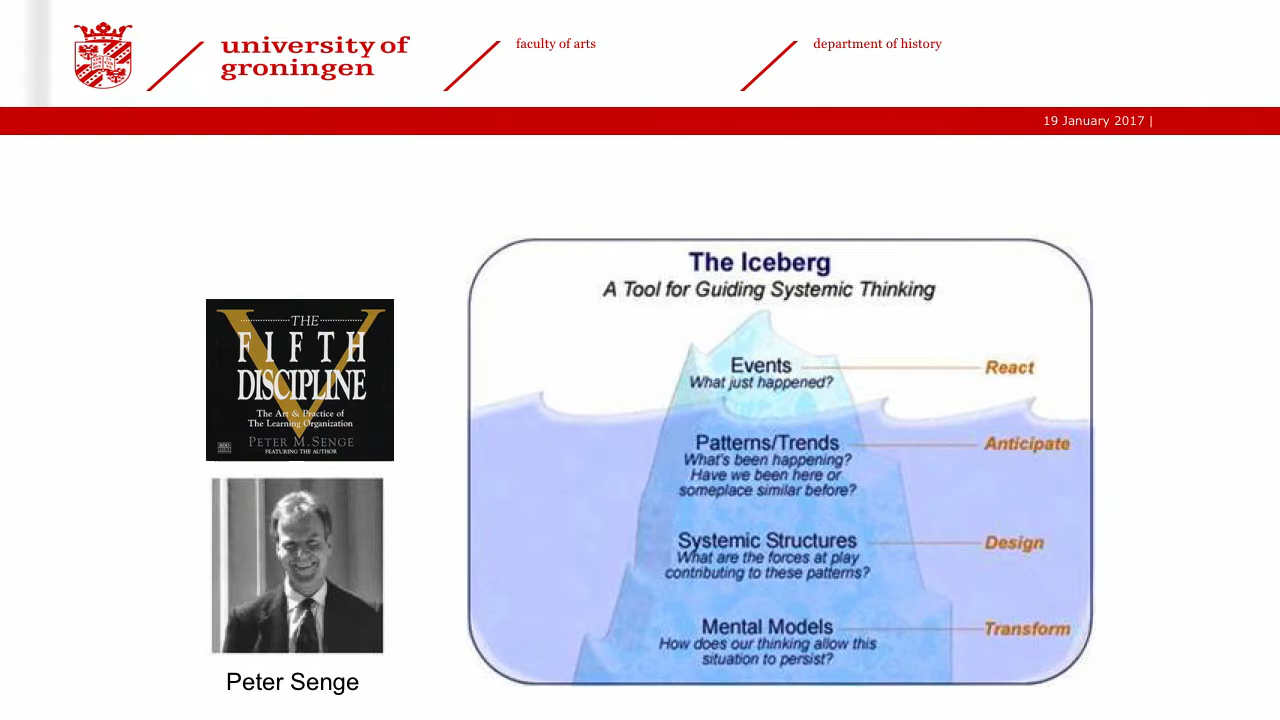 university of
groningen
faculty of arts
department of history
19 January 2017 |
THE
FIFTH
DISCIPLINE
The Art & Practice of
The Learning Organization
PETER M. SENGE
FEATURING THE AUTHOR
Peter Senge
The Iceberg
A Tool for Guiding Systemic Thinking
Events
What just happened?
React
Patterns/Trends
What's been happening?
Have we been here or
someplace similar before?
Anticipate
Systemic Structures
What are the forces at play
contributing to these patterns?
Design
Mental Models
How does our thinking allow this
situation to persist?
Transform